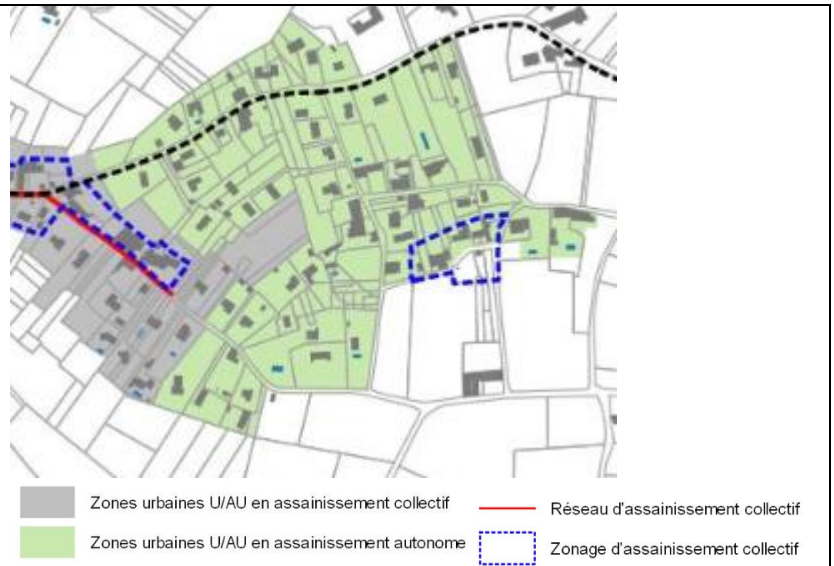 Zones urbaines U/AU en assainissement collectif
Réseau d'assainissement collectif
Zones urbaines U/AU en assainissement autonome
Zonage d'assainissement collectif